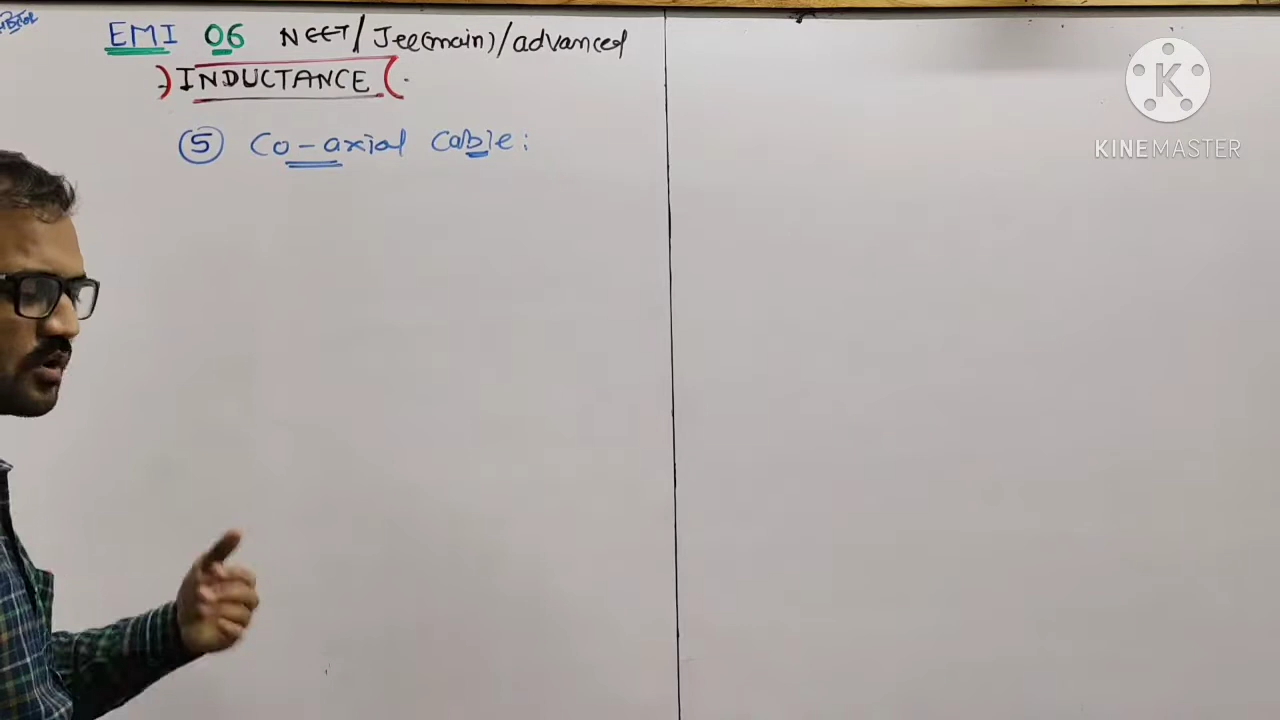 EMI 06 NEET/Jee(main)/advanced
INDUCTANCE
⑤ Co-axial Cable:
K
KINEMASTER